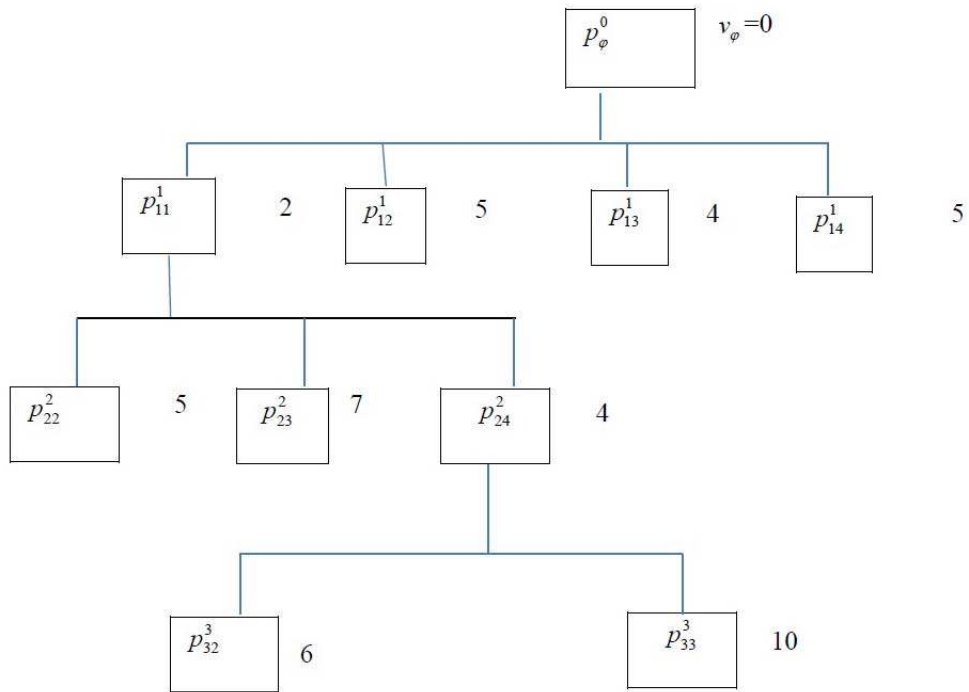 p_φ^0 v_φ=0
p_11^1 2 p_12^1 5 p_13^1 4 p_14^1 5
p_22^2 5 p_23^2 7 p_24^2 4
p_32^3 6 p_33^3 10